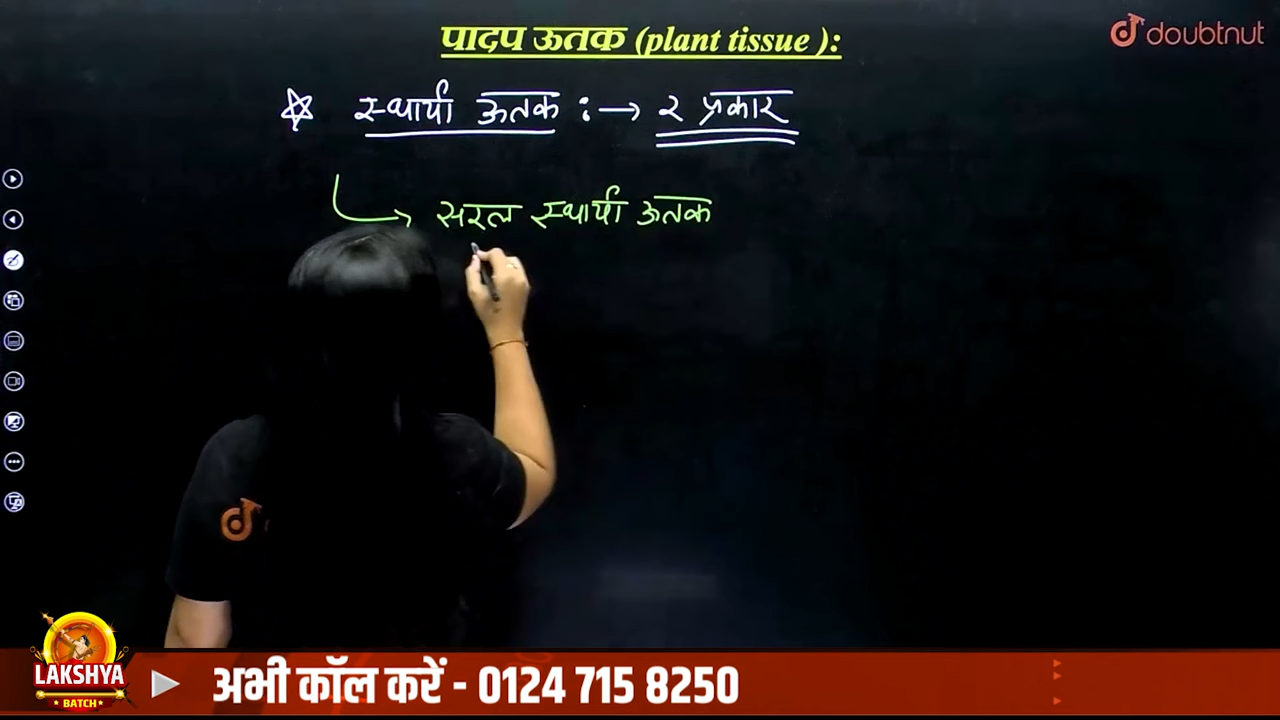 पादप ऊतक (plant tissue ):
doubtnut
☆ स्थायी ऊतक :→ २ प्रकार
↳ सरल स्थायी ऊतक
LAKSHYA
BATCH
अभी कॉल करें - 0124 715 8250